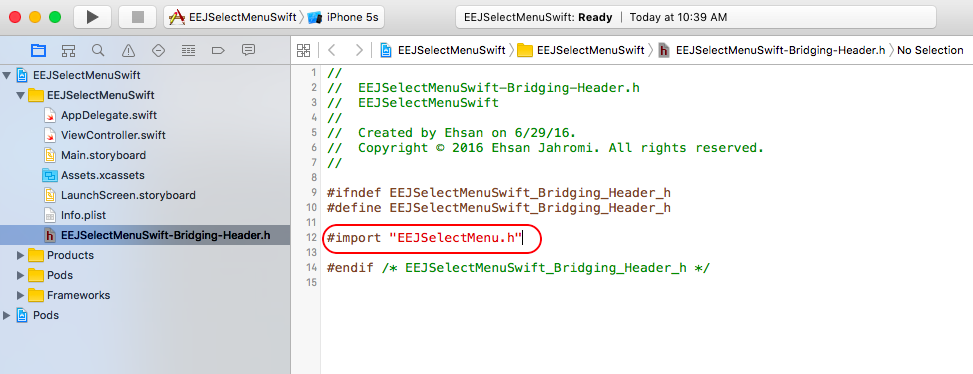 EEJSelectMenuSwift iPhone 5s
EEJSelectMenuSwift: Ready | Today at 10:39 AM
EEJSelectMenuSwift EEJSelectMenuSwift EEJSelectMenuSwift-Bridging-Header.h No Selection
EEJSelectMenuSwift
EEJSelectMenuSwift
AppDelegate.swift
ViewController.swift
Main.storyboard
Assets.xcassets
LaunchScreen.storyboard
Info.plist
EEJSelectMenuSwift-Bridging-Header.h
Products
Pods
Frameworks
Pods
1 //
2 //  EEJSelectMenuSwift-Bridging-Header.h
3 //  EEJSelectMenuSwift
4 //
5 //  Created by Ehsan on 6/29/16.
6 //  Copyright © 2016 Ehsan Jahromi. All rights reserved.
7 //
8
9 #ifndef EEJSelectMenuSwift_Bridging_Header_h
10 #define EEJSelectMenuSwift_Bridging_Header_h
11
12 #import "EEJSelectMenu.h"
13
14 #endif /* EEJSelectMenuSwift_Bridging_Header_h */
15